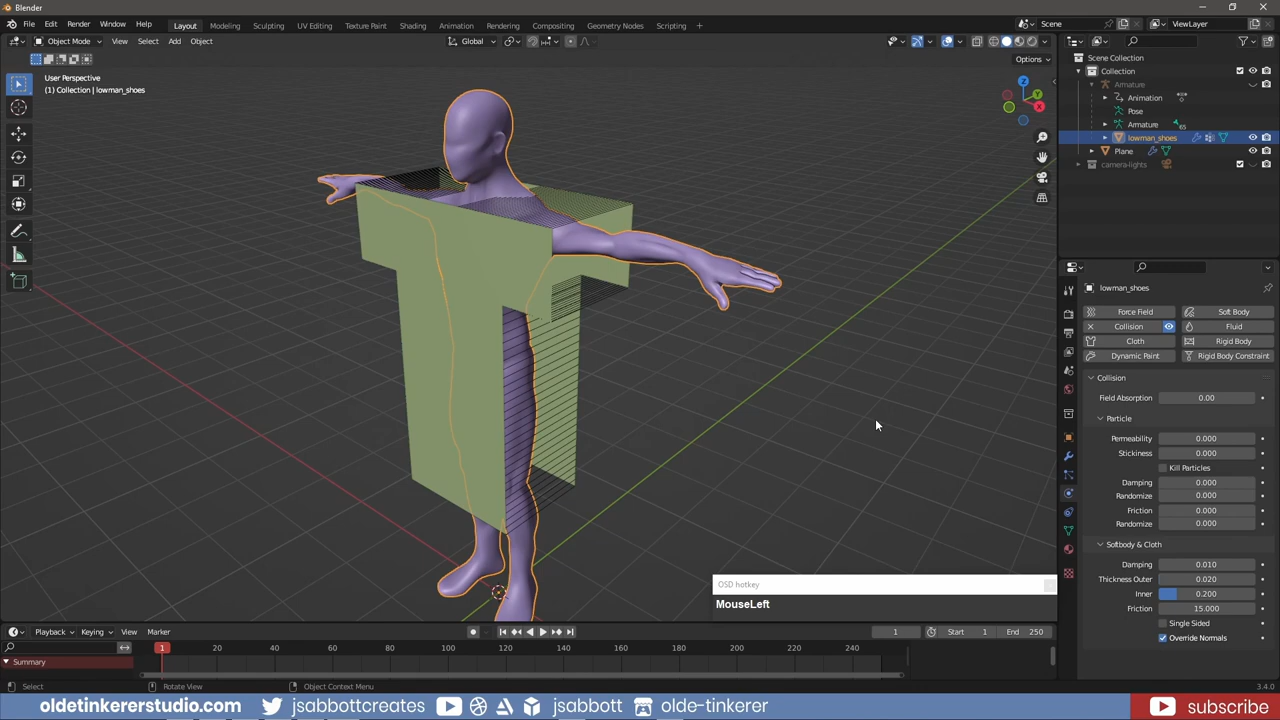 Blender
File Edit Render Window Help
Layout Modeling Sculpting UV Editing Texture Paint Shading Animation Rendering Compositing Geometry Nodes Scripting +
Scene
ViewLayer
Object Mode View Select Add Object
Global
Options
User Perspective
(1) Collection | lowman_shoes
Z
Y
X
Scene Collection
Collection
Armature
Animation
Pose
Armature
65
lowman_shoes
Plane
camera-lights
lowman_shoes
Force Field Soft Body
Collision Fluid
Cloth Rigid Body
Dynamic Paint Rigid Body Constraint
Collision
Field Absorption 0.00
Particle
Permeability 0.000
Stickiness 0.000
Kill Particles
Damping 0.000
Randomize 0.000
Friction 0.000
Randomize 0.000
Softbody & Cloth
Damping 0.010
Thickness Outer 0.020
Inner 0.200
Friction 15.000
Single Sided
Override Normals
OSD hotkey
MouseLeft
Playback Keying View Marker
1 Start 1 End 250
1 20 40 60 80 100 120 140 160 180 200 220 240
Summary
Select Rotate View Object Context Menu 3.4.0
oldetinkererstudio.com jsabbottcreates jsabbott olde-tinkerer subscribe